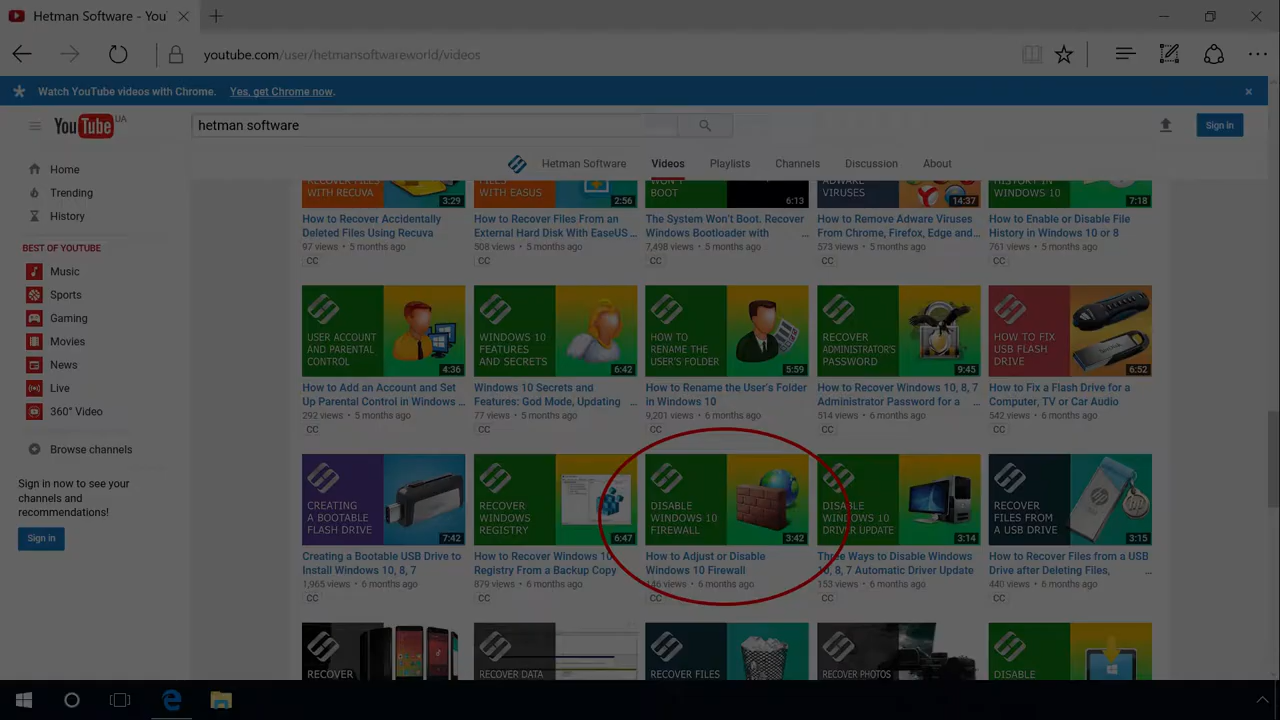 Hetman Software - You
youtube.com/user/hetmansoftwareworld/videos
Watch YouTube videos with Chrome. Yes, get Chrome now.
YouTube UA
hetman software
Sign in
Hetman Software Videos Playlists Channels Discussion About
Home
Trending
History
BEST OF YOUTUBE
Music
Sports
Gaming
Movies
News
Live
360° Video
Browse channels
Sign in now to see your
channels and
recommendations!
Sign in
RECOVER FILES
WITH RECUVA
3:29
How to Recover Accidentally
Deleted Files Using Recuva
97 views • 5 months ago
CC
FILES
WITH EASUS
2:56
How to Recover Files From an
External Hard Disk With EaseUS ...
508 views • 5 months ago
CC
WON'T
BOOT
6:13
The System Won't Boot. Recover
Windows Bootloader with ...
7,498 views • 5 months ago
CC
ADWARE
VIRUSES
14:37
How to Remove Adware Viruses
From Chrome, Firefox, Edge and...
573 views • 5 months ago
CC
HISTORY IN
WINDOWS 10
7:18
How to Enable or Disable File
History in Windows 10 or 8
761 views • 5 months ago
CC
USER ACCOUNT
AND PARENTAL
CONTROL
4:36
How to Add an Account and Set
Up Parental Control in Windows ...
292 views • 5 months ago
CC
WINDOWS 10
FEATURES
AND SECRETS
6:42
Windows 10 Secrets and
Features: God Mode, Updating ...
77 views • 5 months ago
CC
HOW TO
RENAME THE
USER'S FOLDER
5:59
How to Rename the User's Folder
in Windows 10
9,201 views • 6 months ago
CC
RECOVER
ADMINISTRATOR'S
PASSWORD
9:45
How to Recover Windows 10, 8, 7
Administrator Password for a ...
514 views • 6 months ago
CC
HOW TO FIX
USB FLASH
DRIVE
6:52
How to Fix a Flash Drive for a
Computer, TV or Car Audio
542 views • 6 months ago
CC
CREATING
A BOOTABLE
FLASH DRIVE
7:42
Creating a Bootable USB Drive to
Install Windows 10, 8, 7
1,965 views • 6 months ago
CC
RECOVER
WINDOWS
REGISTRY
6:47
How to Recover Windows 10
Registry From a Backup Copy
879 views • 6 months ago
CC
DISABLE
WINDOWS 10
FIREWALL
3:42
How to Adjust or Disable
Windows 10 Firewall
146 views • 6 months ago
CC
DISABLE
WINDOWS 10
DRIVER UPDATE
3:14
Three Ways to Disable Windows
10, 8, 7 Automatic Driver Update
153 views • 6 months ago
CC
RECOVER
FILES FROM
A USB DRIVE
3:15
How to Recover Files from a USB
Drive after Deleting Files, ...
440 views • 6 months ago
CC
RECOVER
RECOVER DATA
RECOVER FILES
RECOVER PHOTOS
DISABLE